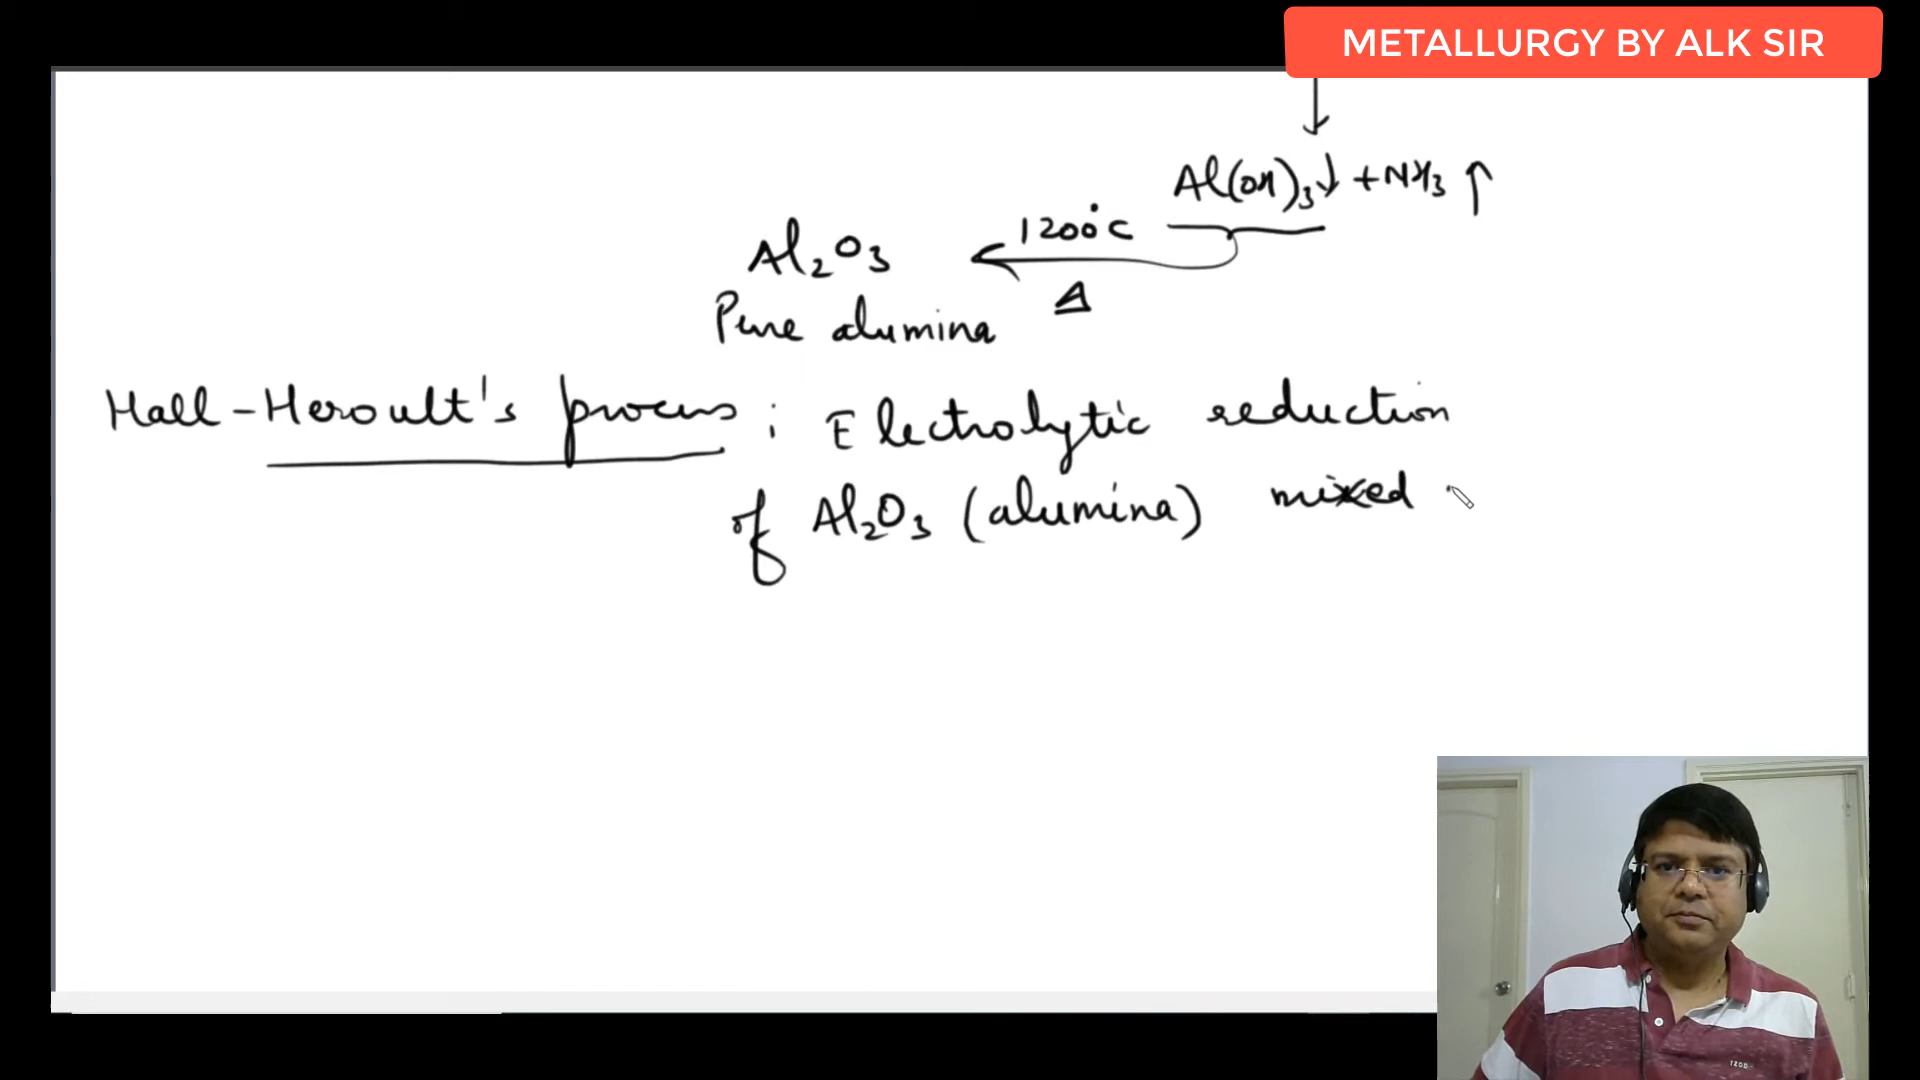 METALLURGY BY ALK SIR
Al(OH)3↓ + NH3 ↑
1200°C
Al2O3
Δ
Pure alumina
Hall-Heroult's process : Electrolytic reduction
of Al2O3 (alumina) mixed
IZOD